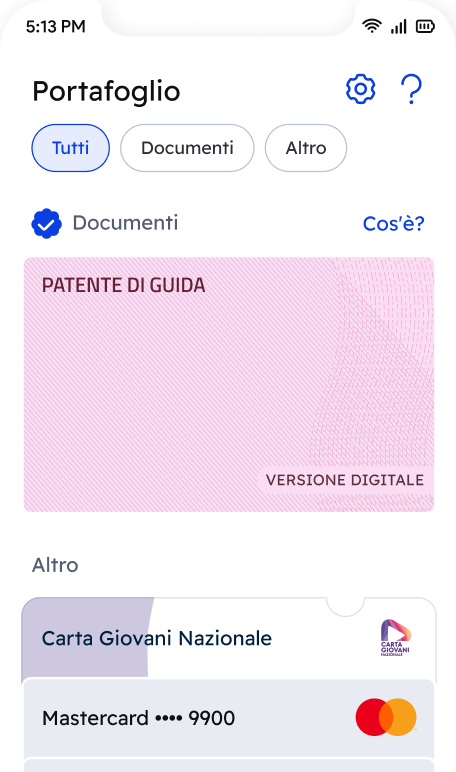 5:13 PM
Portafoglio
Tutti
Documenti
Altro
Documenti
Cos'è?
PATENTE DI GUIDA
VERSIONE DIGITALE
Altro
Carta Giovani Nazionale
CARTA
GIOVANI
NAZIONALE
Mastercard •••• 9900